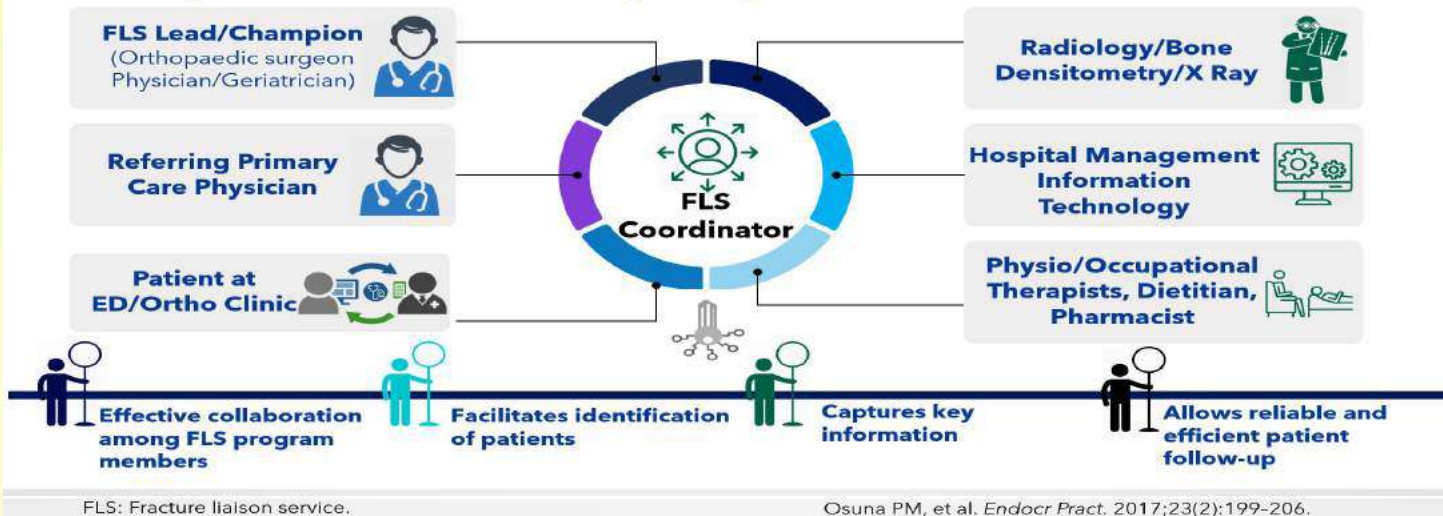 FLS Lead/Champion
(Orthopaedic surgeon
Physician/Geriatrician)
Referring Primary
Care Physician
Patient at
ED/Ortho Clinic
FLS
Coordinator
Radiology/Bone
Densitometry/X Ray
Hospital Management
Information
Technology
Physio/Occupational
Therapists, Dietitian,
Pharmacist
Effective collaboration
among FLS program
members
Facilitates identification
of patients
Captures key
information
Allows reliable and
efficient patient
follow-up
FLS: Fracture liaison service.
Osuna PM, et al. Endocr Pract. 2017;23(2):199-206.